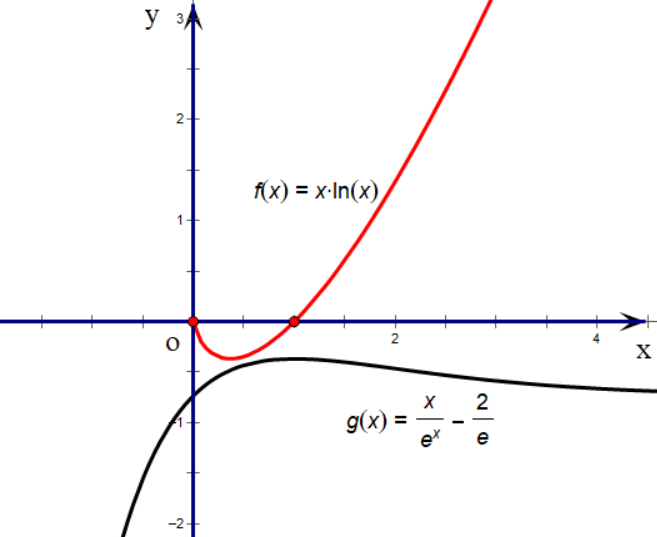 y
3
2
f(x) = x·ln(x)
1
O
2
4
x
g(x) = x/e^x − 2/e
−1
−2